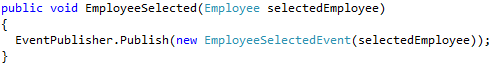 public void EmployeeSelected(Employee selectedEmployee)
{
  EventPublisher.Publish(new EmployeeSelectedEvent(selectedEmployee));
}